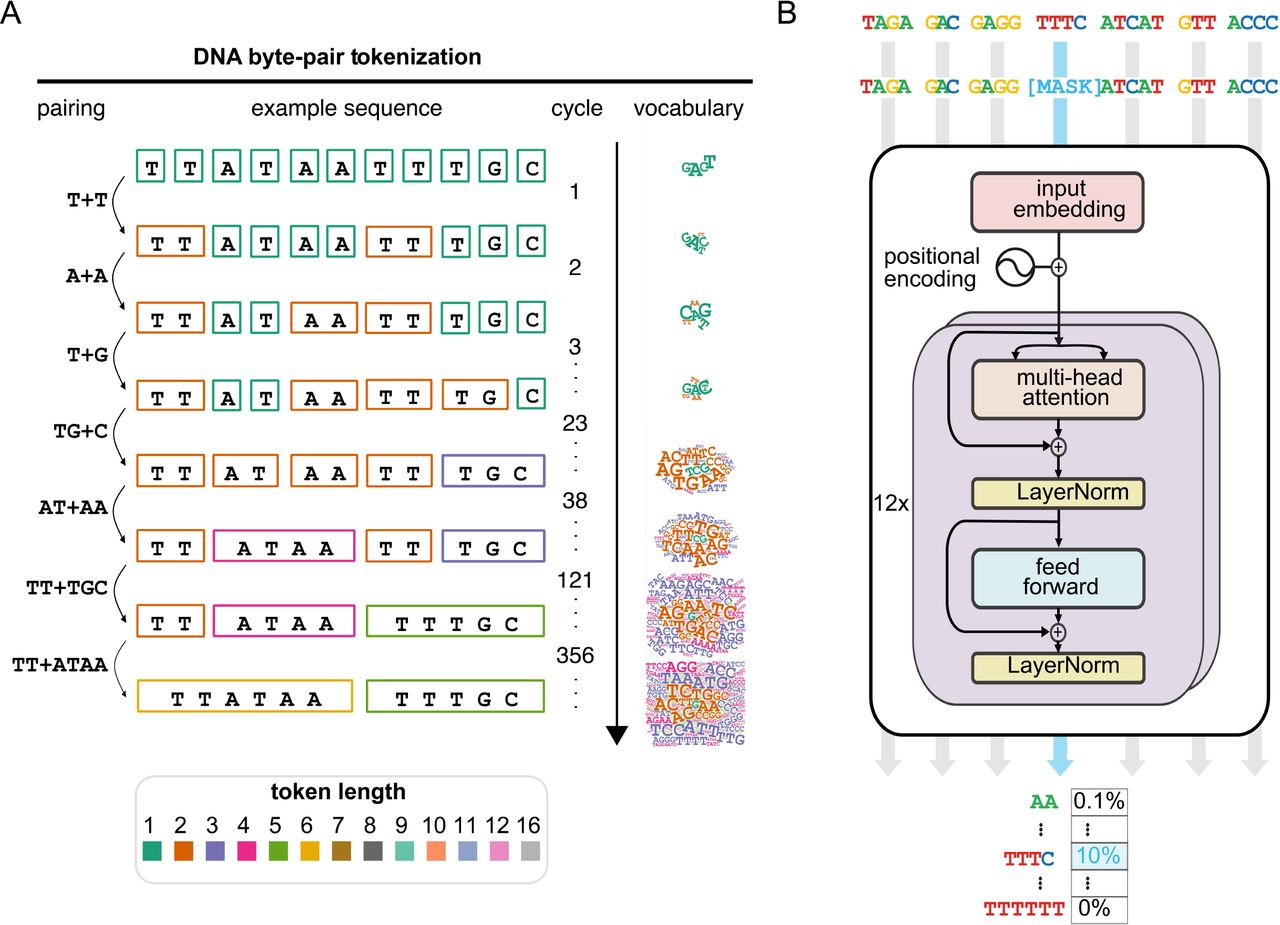 A
DNA byte-pair tokenization
pairing example sequence cycle vocabulary
T T A T A A T T T G C
GACT
T+T 1
T T A T A A T T T G C
A+A 2
T T A T A A T T T G C
T+G 3
T T A T A A T T T G C
TG+C 23
T T A T A A T T T G C
AT+AA 38
T T A T A A T T T G C
TT+TGC 121
T T A T A A T T T G C
TT+ATAA 356
T T A T A A T T T G C
token length
1 2 3 4 5 6 7 8 9 10 11 12 16
B
TAGA GAC GAGG TTTC ATCAT GTT ACCC
TAGA GAC GAGG [MASK] ATCAT GTT ACCC
input
embedding
positional
encoding
multi-head
attention
LayerNorm
12x
feed
forward
LayerNorm
AA 0.1%
TTTC 10%
TTTTTT 0%